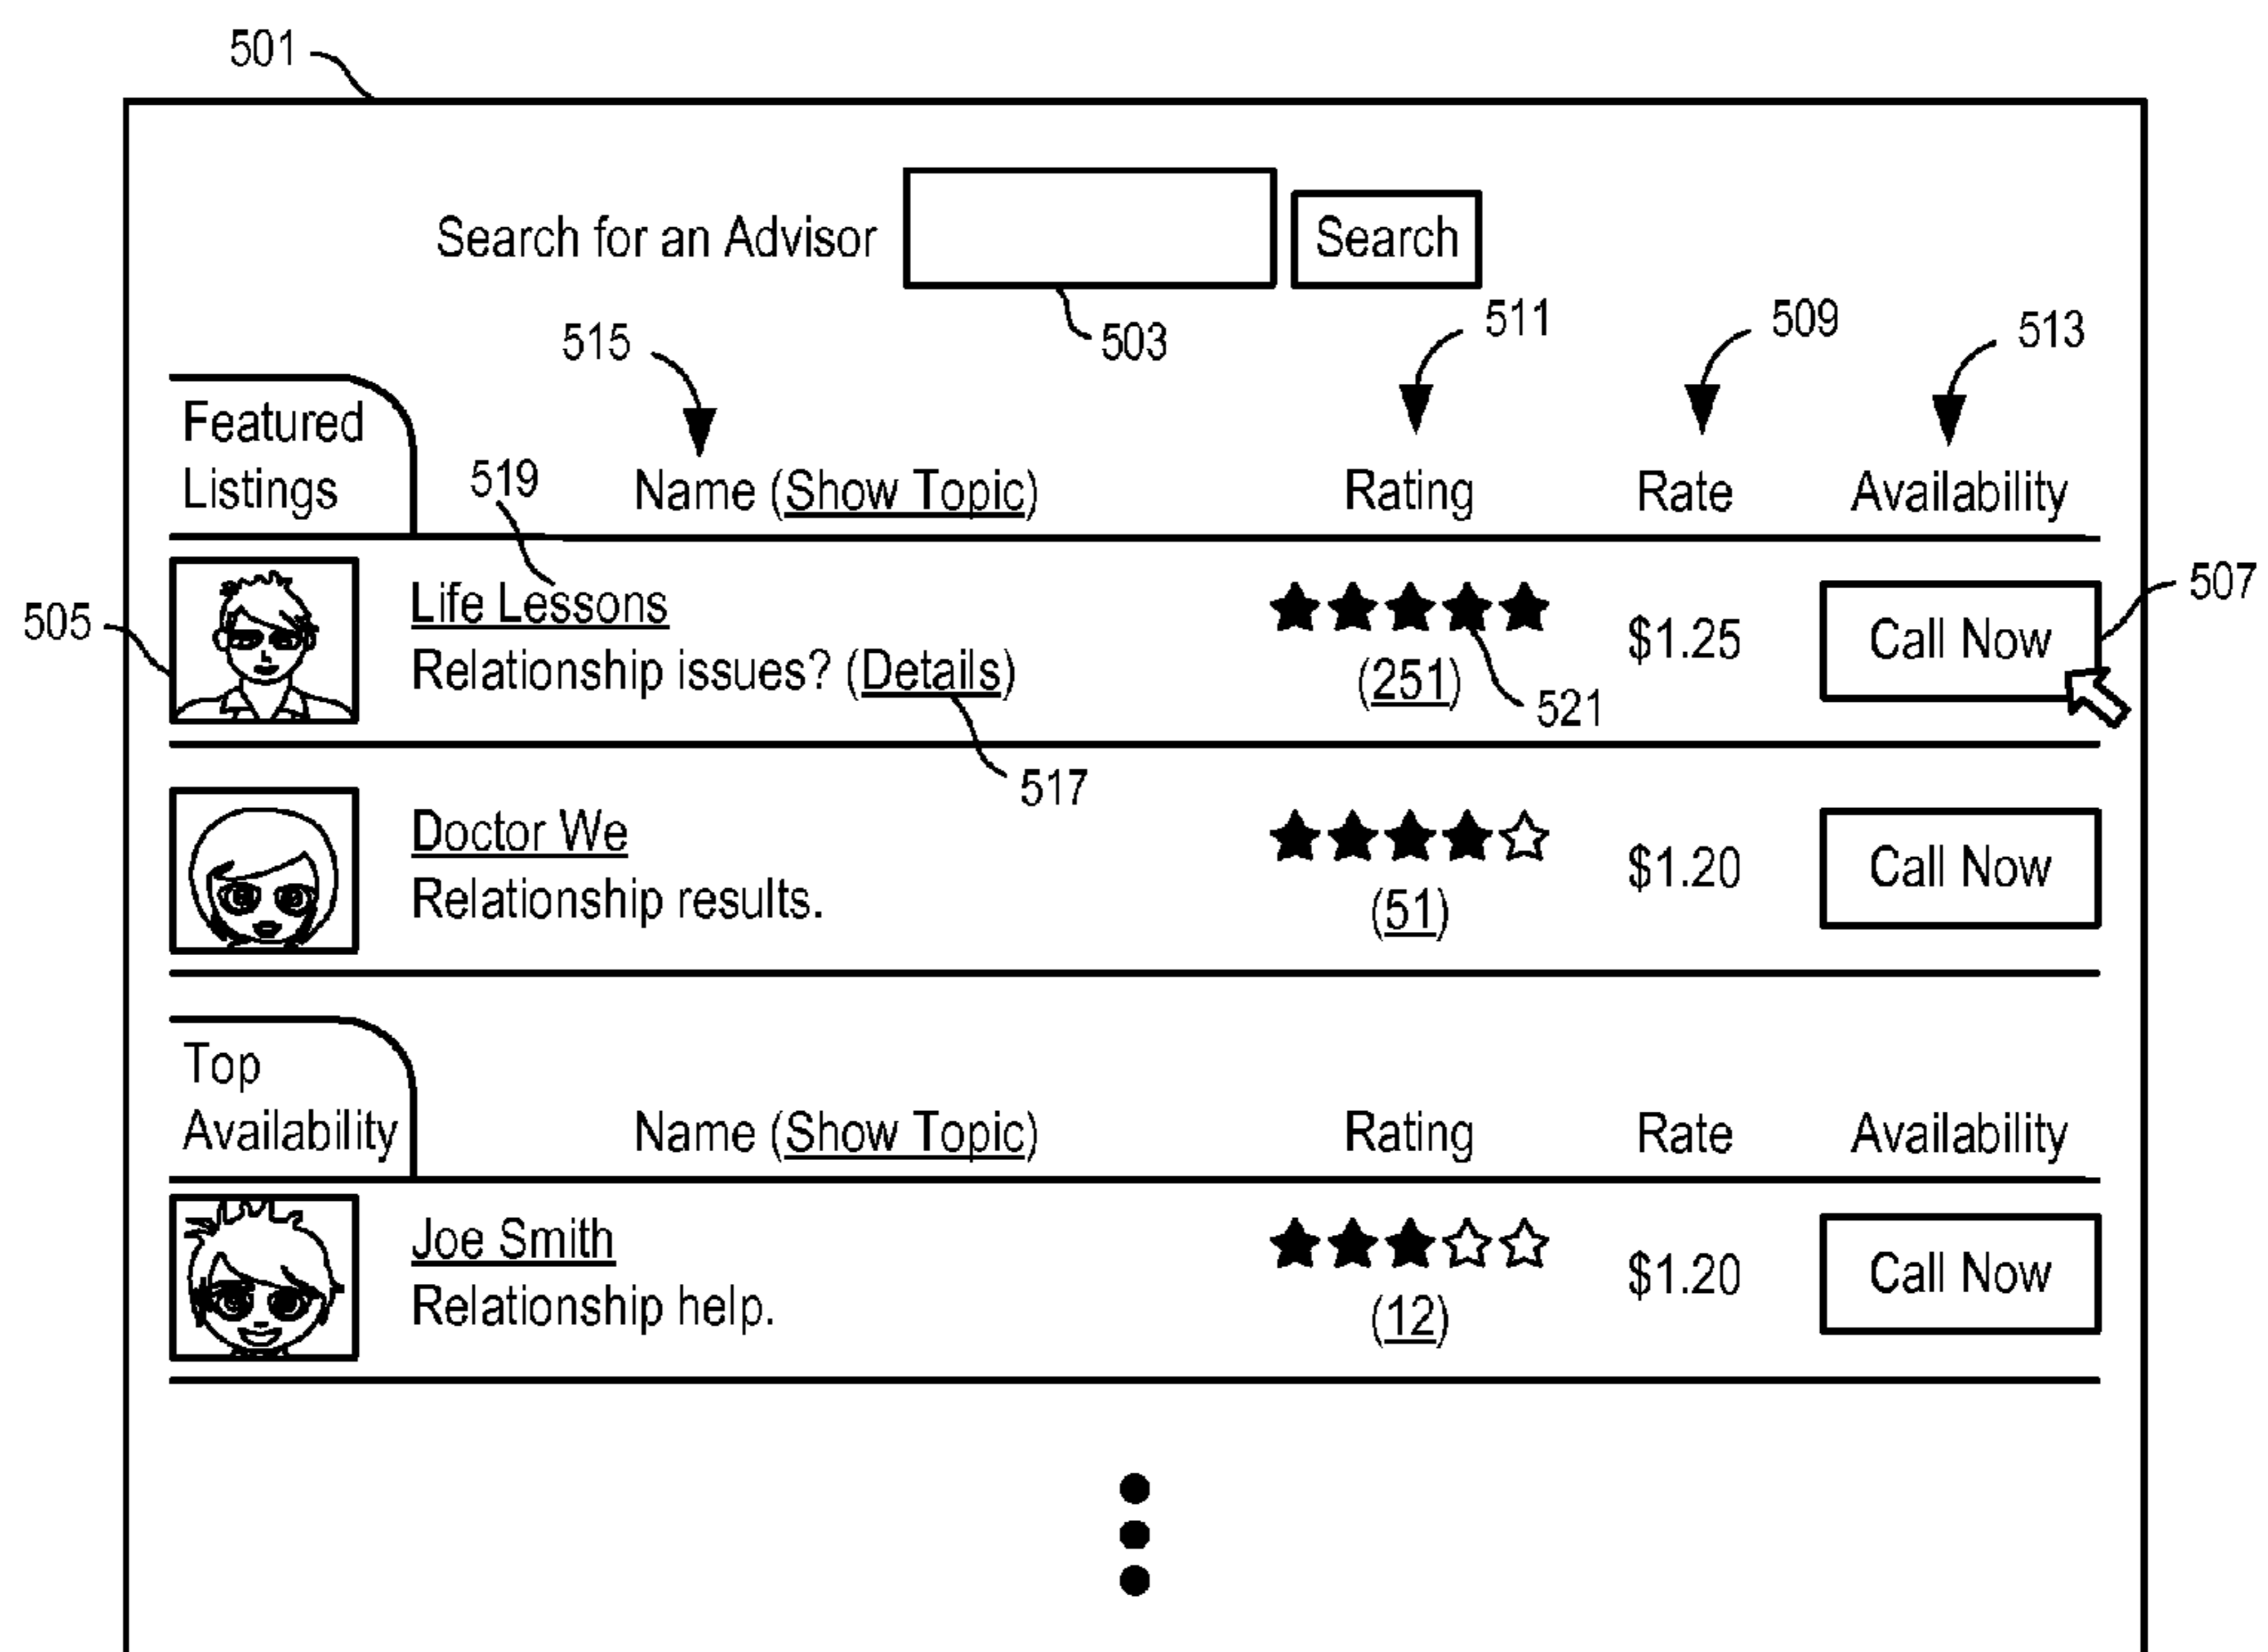 501
Search for an Advisor Search
503
515 511 509 513
Featured
Listings
519
Name (Show Topic) Rating Rate Availability
505
Life Lessons
Relationship issues? (Details)
517
(251)
521
$1.25
Call Now
507
Doctor We
Relationship results.
(51)
$1.20
Call Now
Top
Availability
Name (Show Topic) Rating Rate Availability
Joe Smith
Relationship help.
(12)
$1.20
Call Now